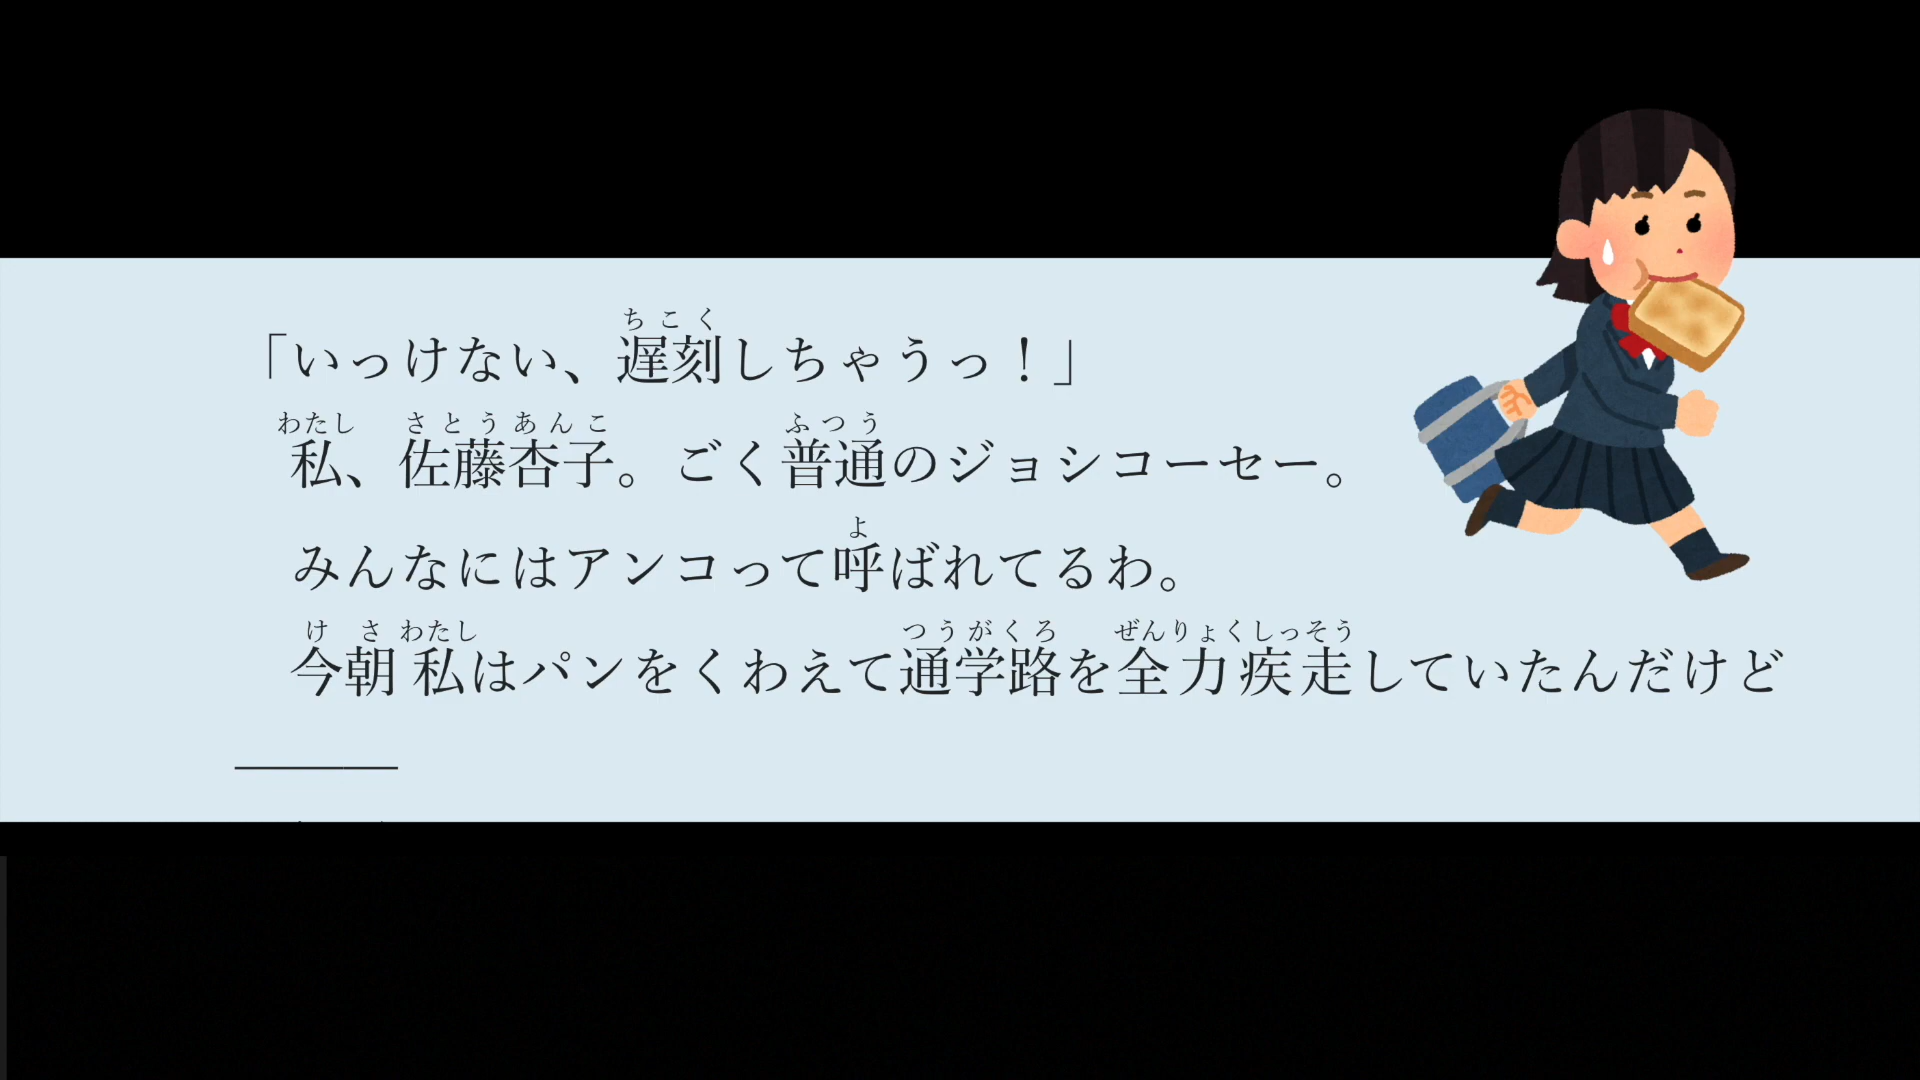 「いっけない、遅刻しちゃうっ！」
私、佐藤杏子。ごく普通のジョシコーセー。
みんなにはアンコって呼ばれてるわ。
今朝私はパンをくわえて通学路を全力疾走していたんだけど
———